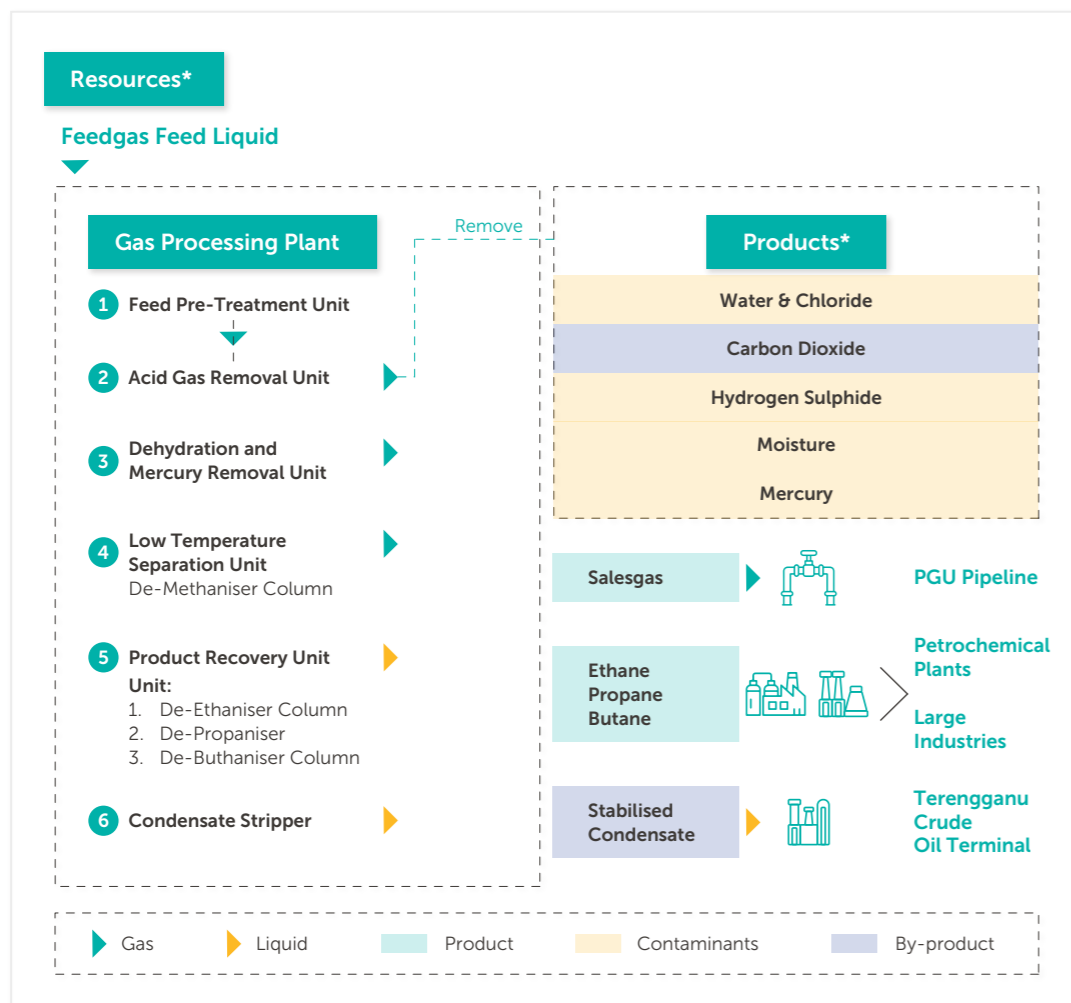 Resources*
Feedgas Feed Liquid
Gas Processing Plant
1 Feed Pre-Treatment Unit
2 Acid Gas Removal Unit
3 Dehydration and
Mercury Removal Unit
4 Low Temperature
Separation Unit
De-Methaniser Column
5 Product Recovery Unit
Unit:
1. De-Ethaniser Column
2. De-Propaniser
3. De-Buthaniser Column
6 Condensate Stripper
Remove
Products*
Water & Chloride
Carbon Dioxide
Hydrogen Sulphide
Moisture
Mercury
Salesgas
PGU Pipeline
Ethane
Propane
Butane
Petrochemical
Plants
Large
Industries
Stabilised
Condensate
Terengganu
Crude
Oil Terminal
Gas
Liquid
Product
Contaminants
By-product